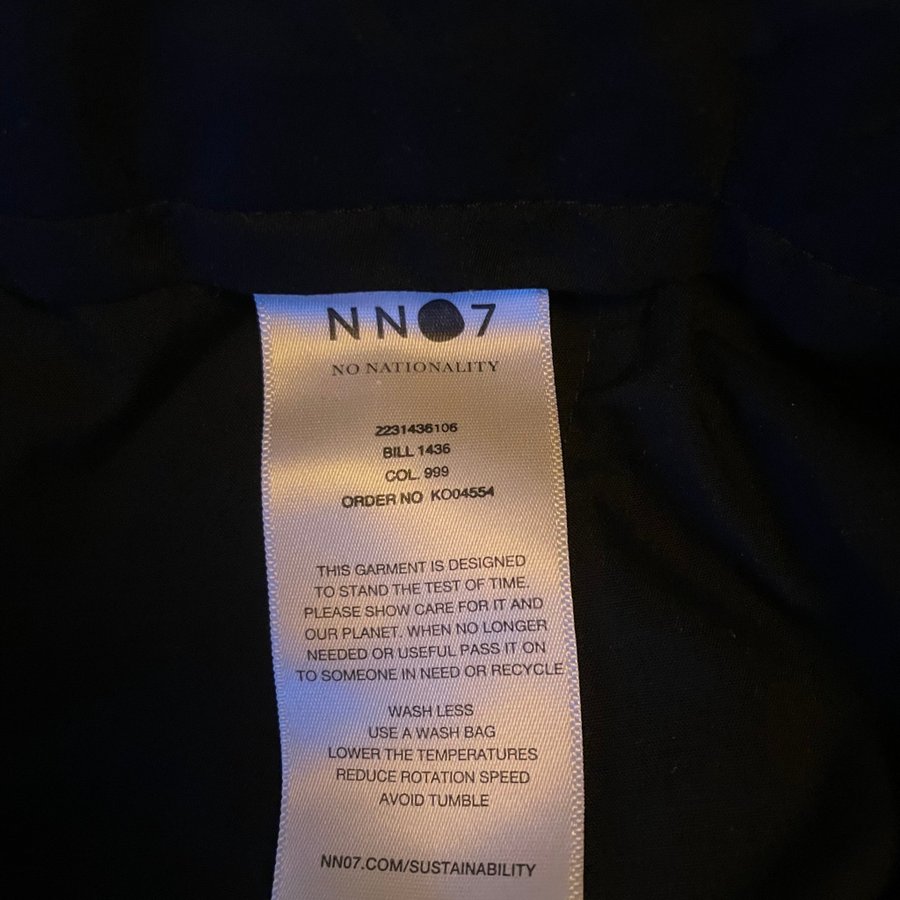 NN07
NO NATIONALITY
2231436106
BILL 1436
COL. 999
ORDER NO KO04554
THIS GARMENT IS DESIGNED
TO STAND THE TEST OF TIME.
PLEASE SHOW CARE FOR IT AND
OUR PLANET. WHEN NO LONGER
NEEDED OR USEFUL PASS IT ON
TO SOMEONE IN NEED OR RECYCLE
WASH LESS
USE A WASH BAG
LOWER THE TEMPERATURES
REDUCE ROTATION SPEED
AVOID TUMBLE
NN07.COM/SUSTAINABILITY